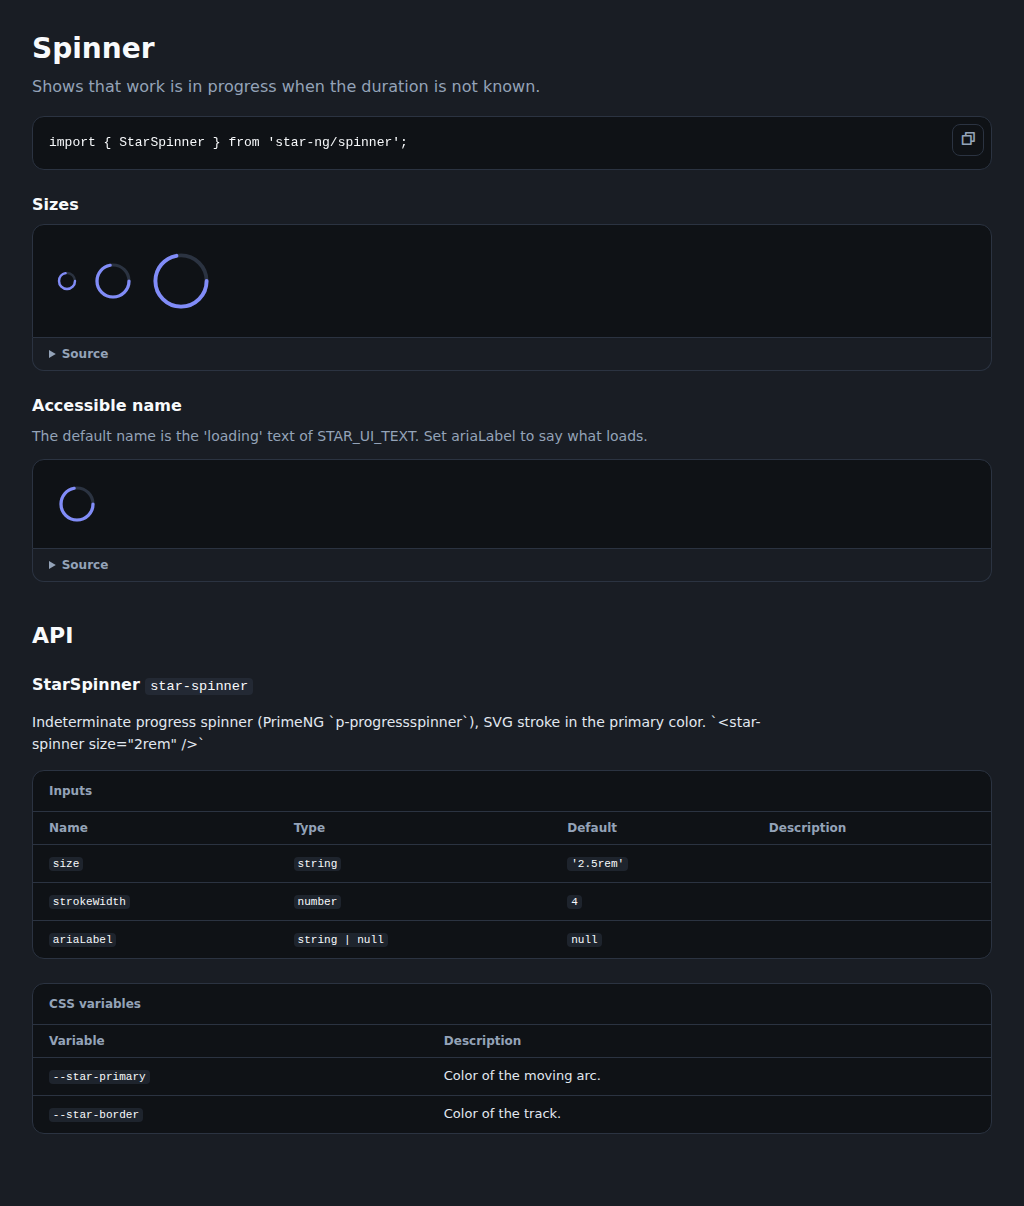 Spinner
Shows that work is in progress when the duration is not known.
import { StarSpinner } from 'star-ng/spinner';
Sizes
Source
Accessible name
The default name is the 'loading' text of STAR_UI_TEXT. Set ariaLabel to say what loads.
Source
API
StarSpinner star-spinner
Indeterminate progress spinner (PrimeNG `p-progressspinner`), SVG stroke in the primary color. `<star-
spinner size="2rem" />`
Inputs
Name Type Default Description
size string '2.5rem'
strokeWidth number 4
ariaLabel string | null null
CSS variables
Variable Description
--star-primary Color of the moving arc.
--star-border Color of the track.